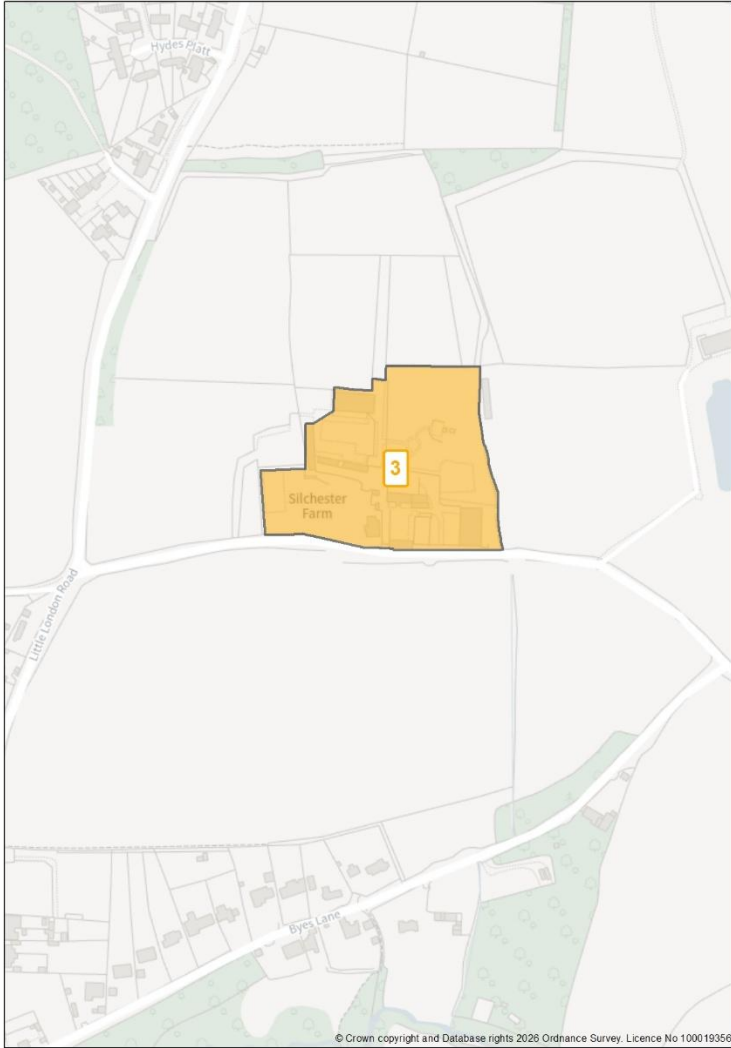 Hydes Platt
3
Silchester
Farm
Little London Road
Byes Lane
© Crown copyright and Database rights 2026 Ordnance Survey. Licence No 100019356